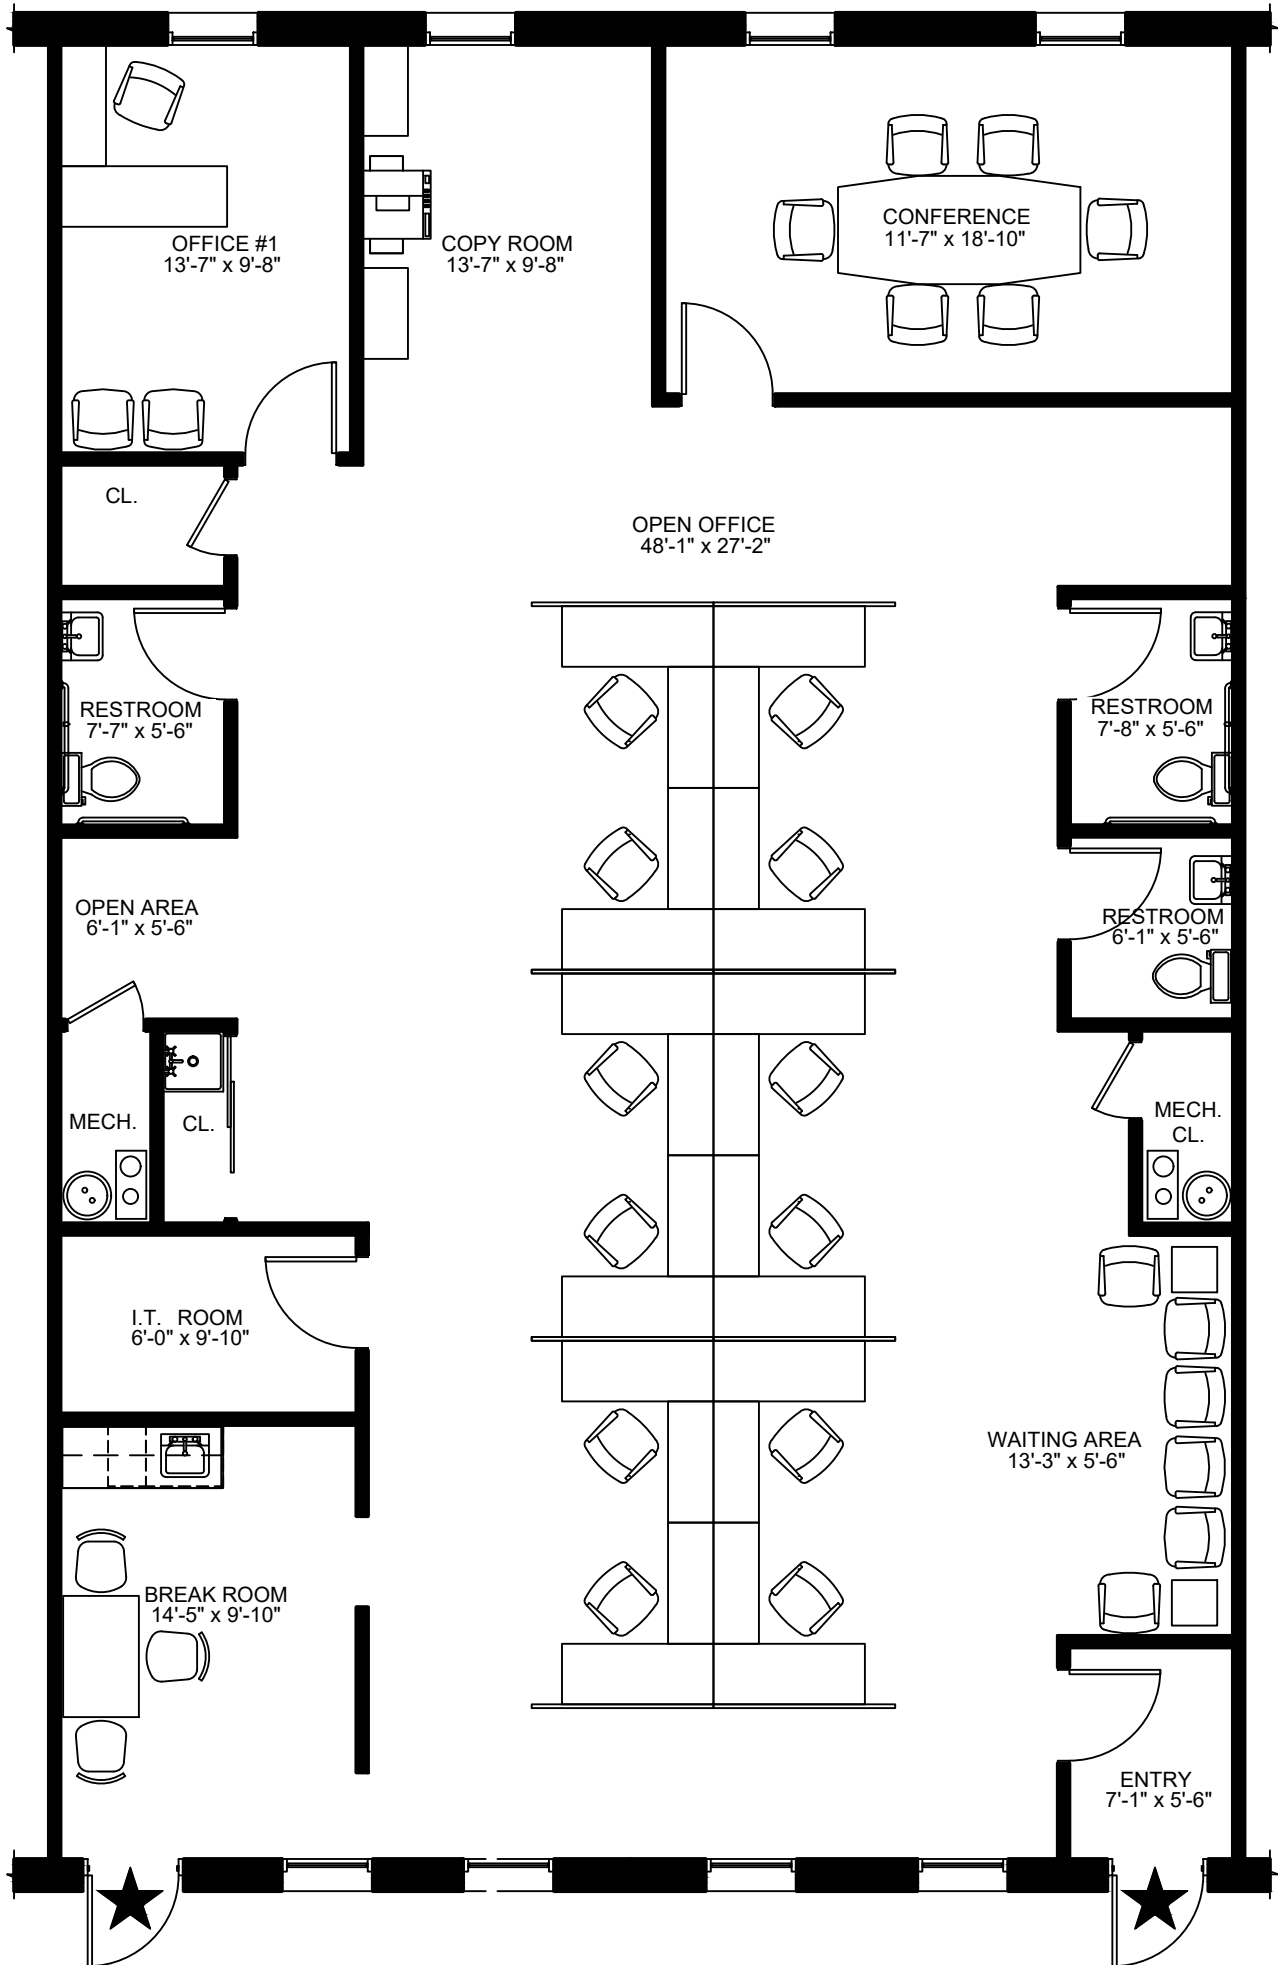 OFFICE #1
13'-7" x 9'-8"
COPY ROOM
13'-7" x 9'-8"
CONFERENCE
11'-7" x 18'-10"
CL.
OPEN OFFICE
48'-1" x 27'-2"
RESTROOM
7'-7" x 5'-6"
RESTROOM
7'-8" x 5'-6"
OPEN AREA
6'-1" x 5'-6"
RESTROOM
6'-1" x 5'-6"
MECH.
CL.
MECH.
CL.
I.T. ROOM
6'-0" x 9'-10"
WAITING AREA
13'-3" x 5'-6"
BREAK ROOM
14'-5" x 9'-10"
ENTRY
7'-1" x 5'-6"